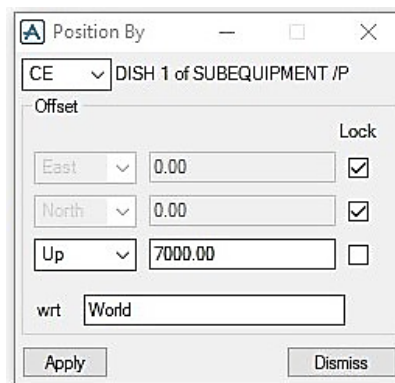 Position By
CE DISH 1 of SUBEQUIPMENT /P
Offset
Lock
East 0.00
North 0.00
Up 7000.00
wrt World
Apply Dismiss